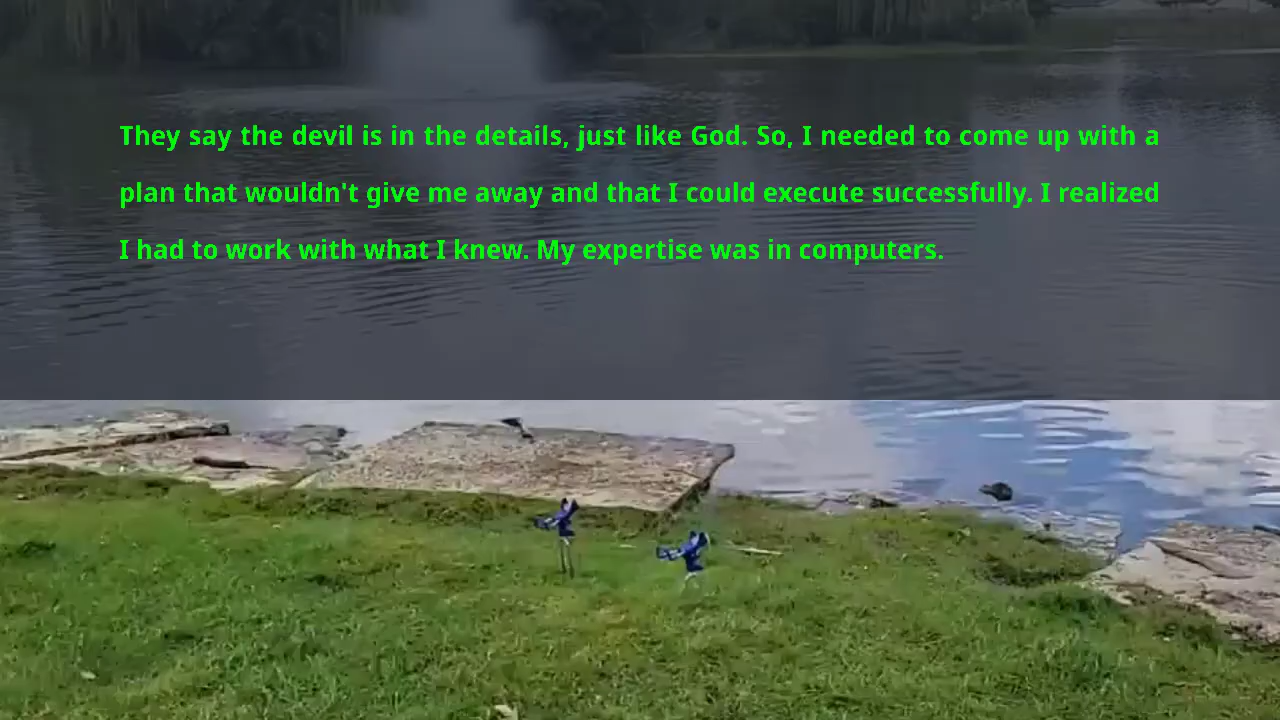 They say the devil is in the details, just like God. So, I needed to come up with a
plan that wouldn't give me away and that I could execute successfully. I realized
I had to work with what I knew. My expertise was in computers.